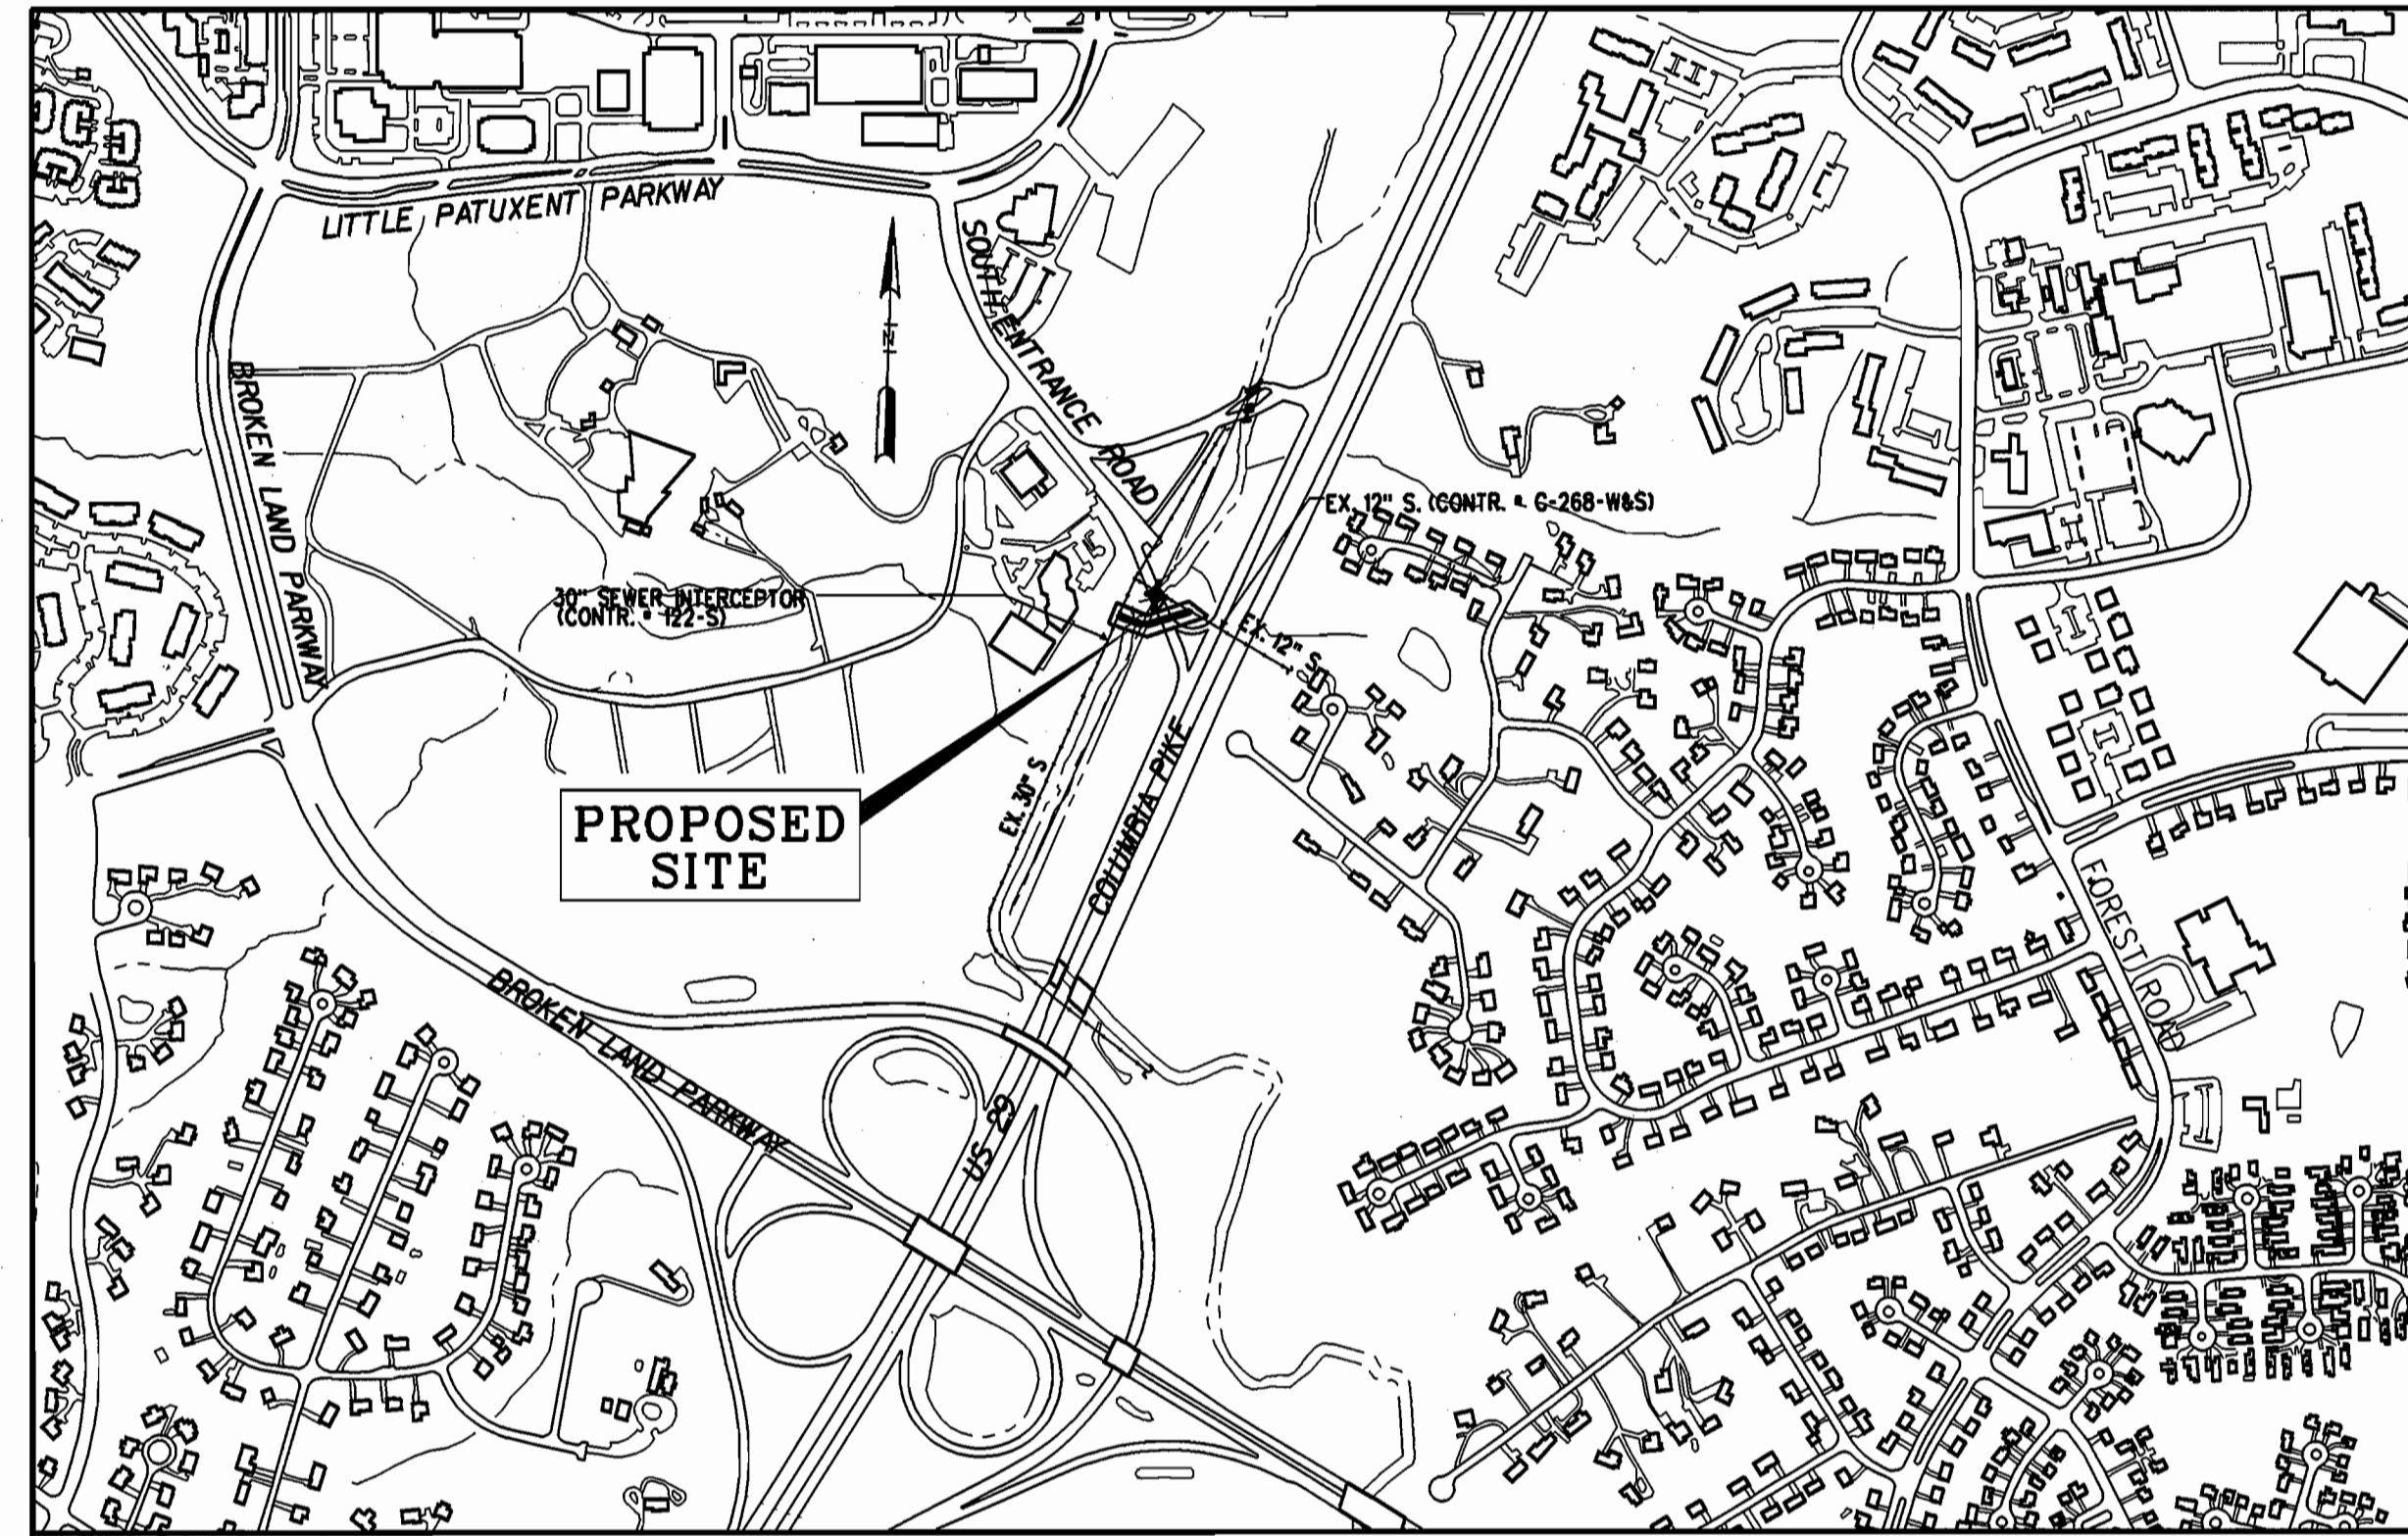 LITTLE PATUXENT PARKWAY
SOUTH ENTRANCE ROAD
N
BROKEN LAND PARKWAY
EX. 12" S. (CONTR. # G-268-W&S)
30" SEWER INTERCEPTOR
(CONTR. # 122-S)
EX. 12" S
EX. 30" S
COLUMBIA PIKE
PROPOSED
SITE
FOREST ROAD
BROKEN LAND PARKWAY
US 29